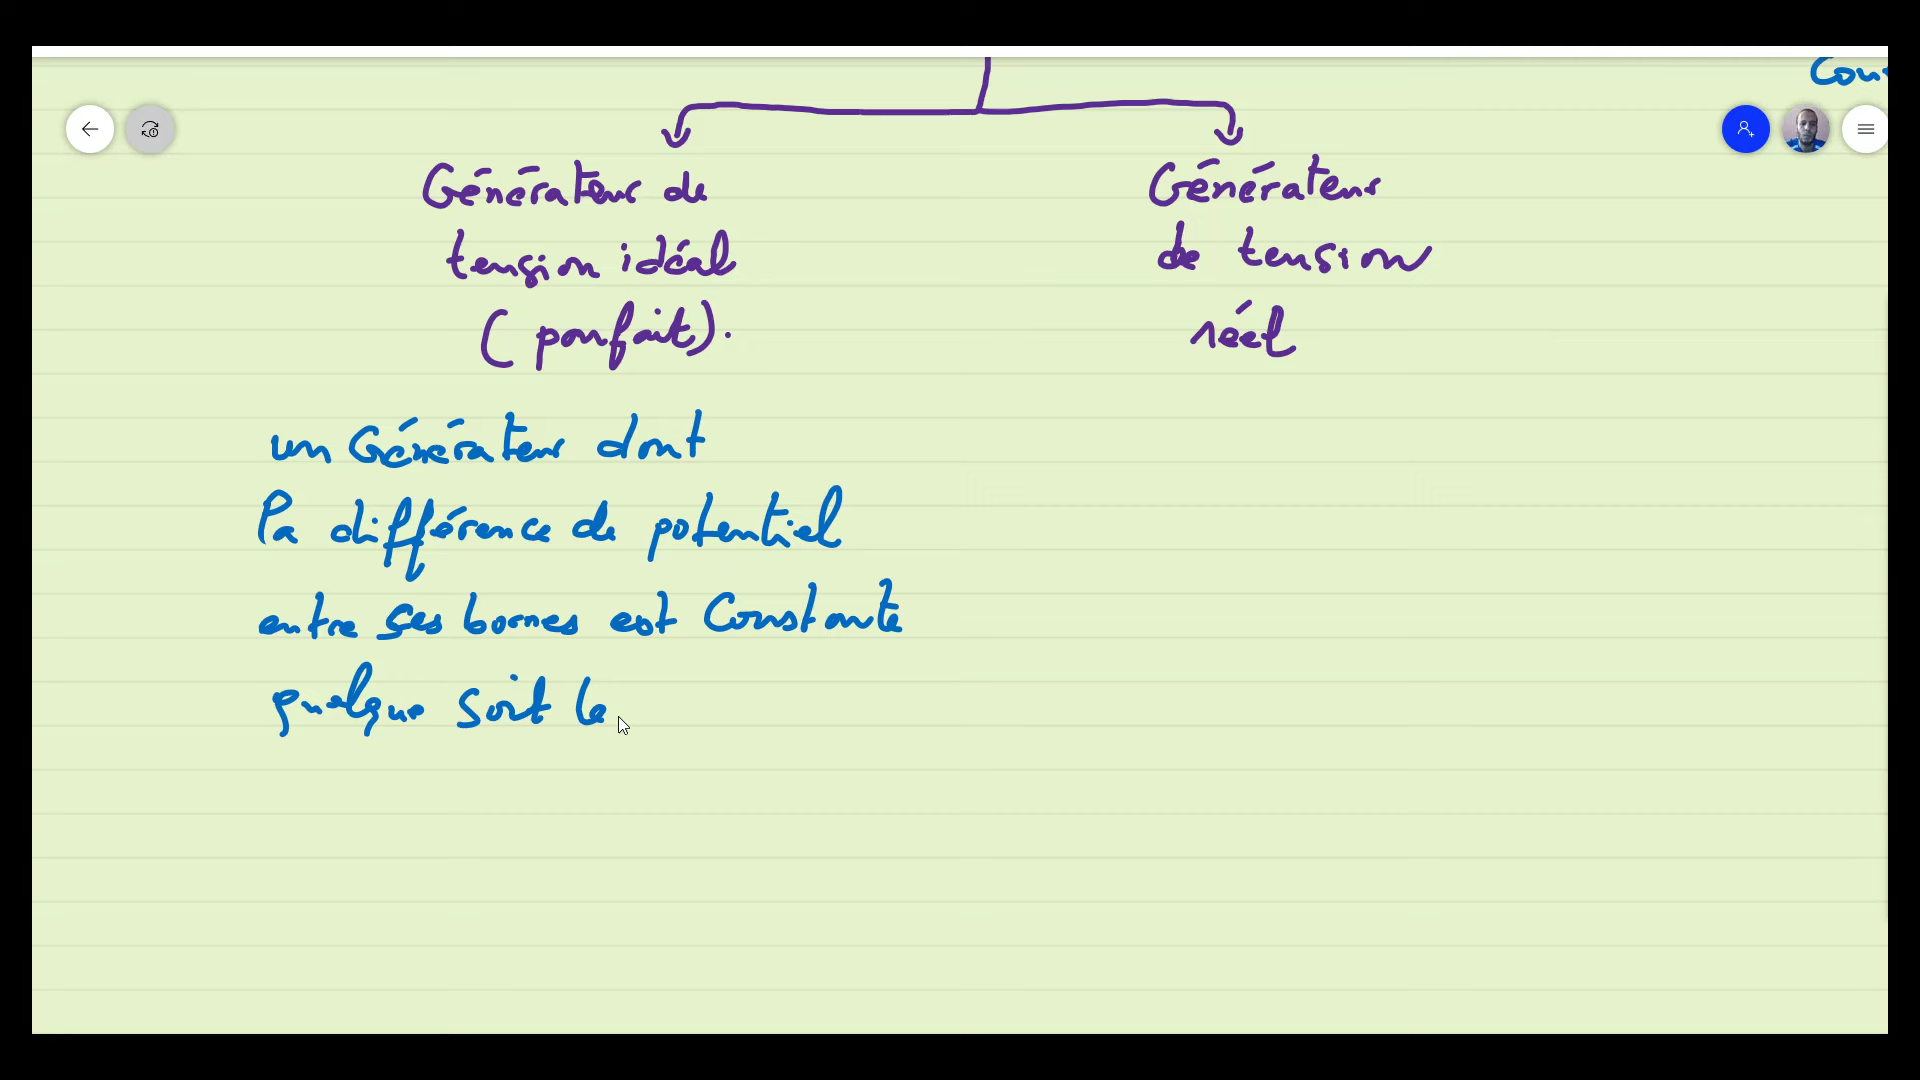 Cons
Générateur de
tension idéal
(parfait).
Générateur
de tension
réel
un Générateur dont
la différence de potentiel
entre ses bornes est Constante
quelque soit le